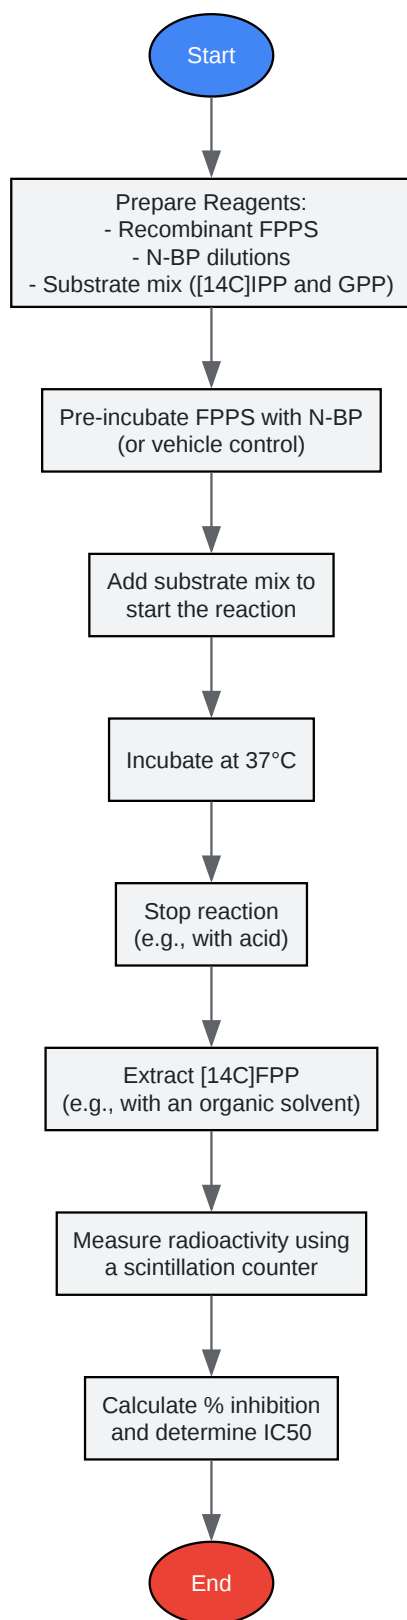 Start
Prepare Reagents:
- Recombinant FPPS
- N-BP dilutions
- Substrate mix ([14C]IPP and GPP)
Pre-incubate FPPS with N-BP
(or vehicle control)
Add substrate mix to
start the reaction
Incubate at 37°C
Stop reaction
(e.g., with acid)
Extract [14C]FPP
(e.g., with an organic solvent)
Measure radioactivity using
a scintillation counter
Calculate % inhibition
and determine IC50
End